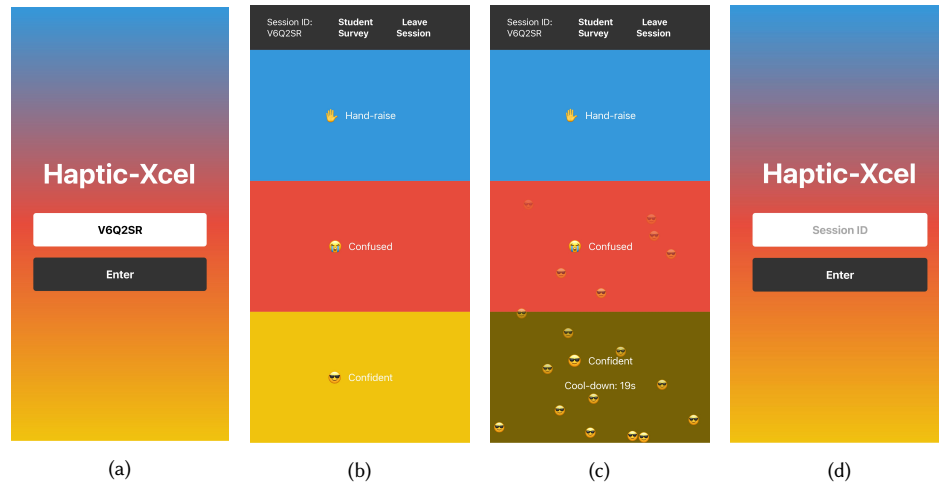 Haptic-Xcel
V6Q2SR
Enter
(a)
Session ID:
V6Q2SR
Student
Survey
Leave
Session
Hand-raise
Confused
Confident
(b)
Session ID:
V6Q2SR
Student
Survey
Leave
Session
Hand-raise
Confused
Confident
Cool-down: 19s
(c)
Haptic-Xcel
Session ID
Enter
(d)